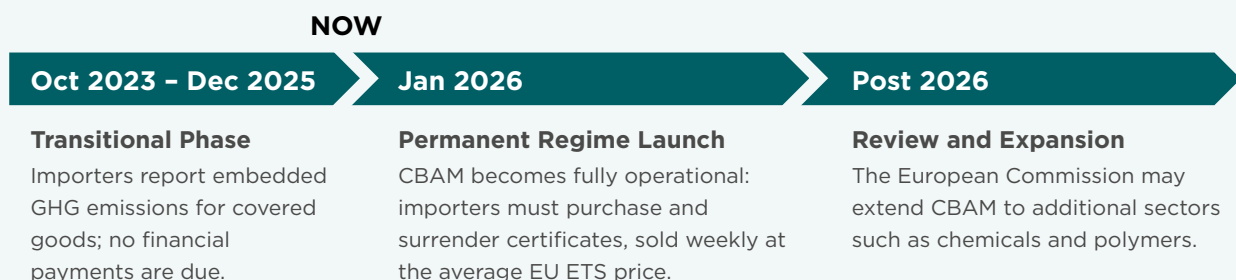 NOW
Oct 2023 – Dec 2025
Jan 2026
Post 2026
Transitional Phase
Importers report embedded
GHG emissions for covered
goods; no financial
payments are due.
Permanent Regime Launch
CBAM becomes fully operational:
importers must purchase and
surrender certificates, sold weekly at
the average EU ETS price.
Review and Expansion
The European Commission may
extend CBAM to additional sectors
such as chemicals and polymers.